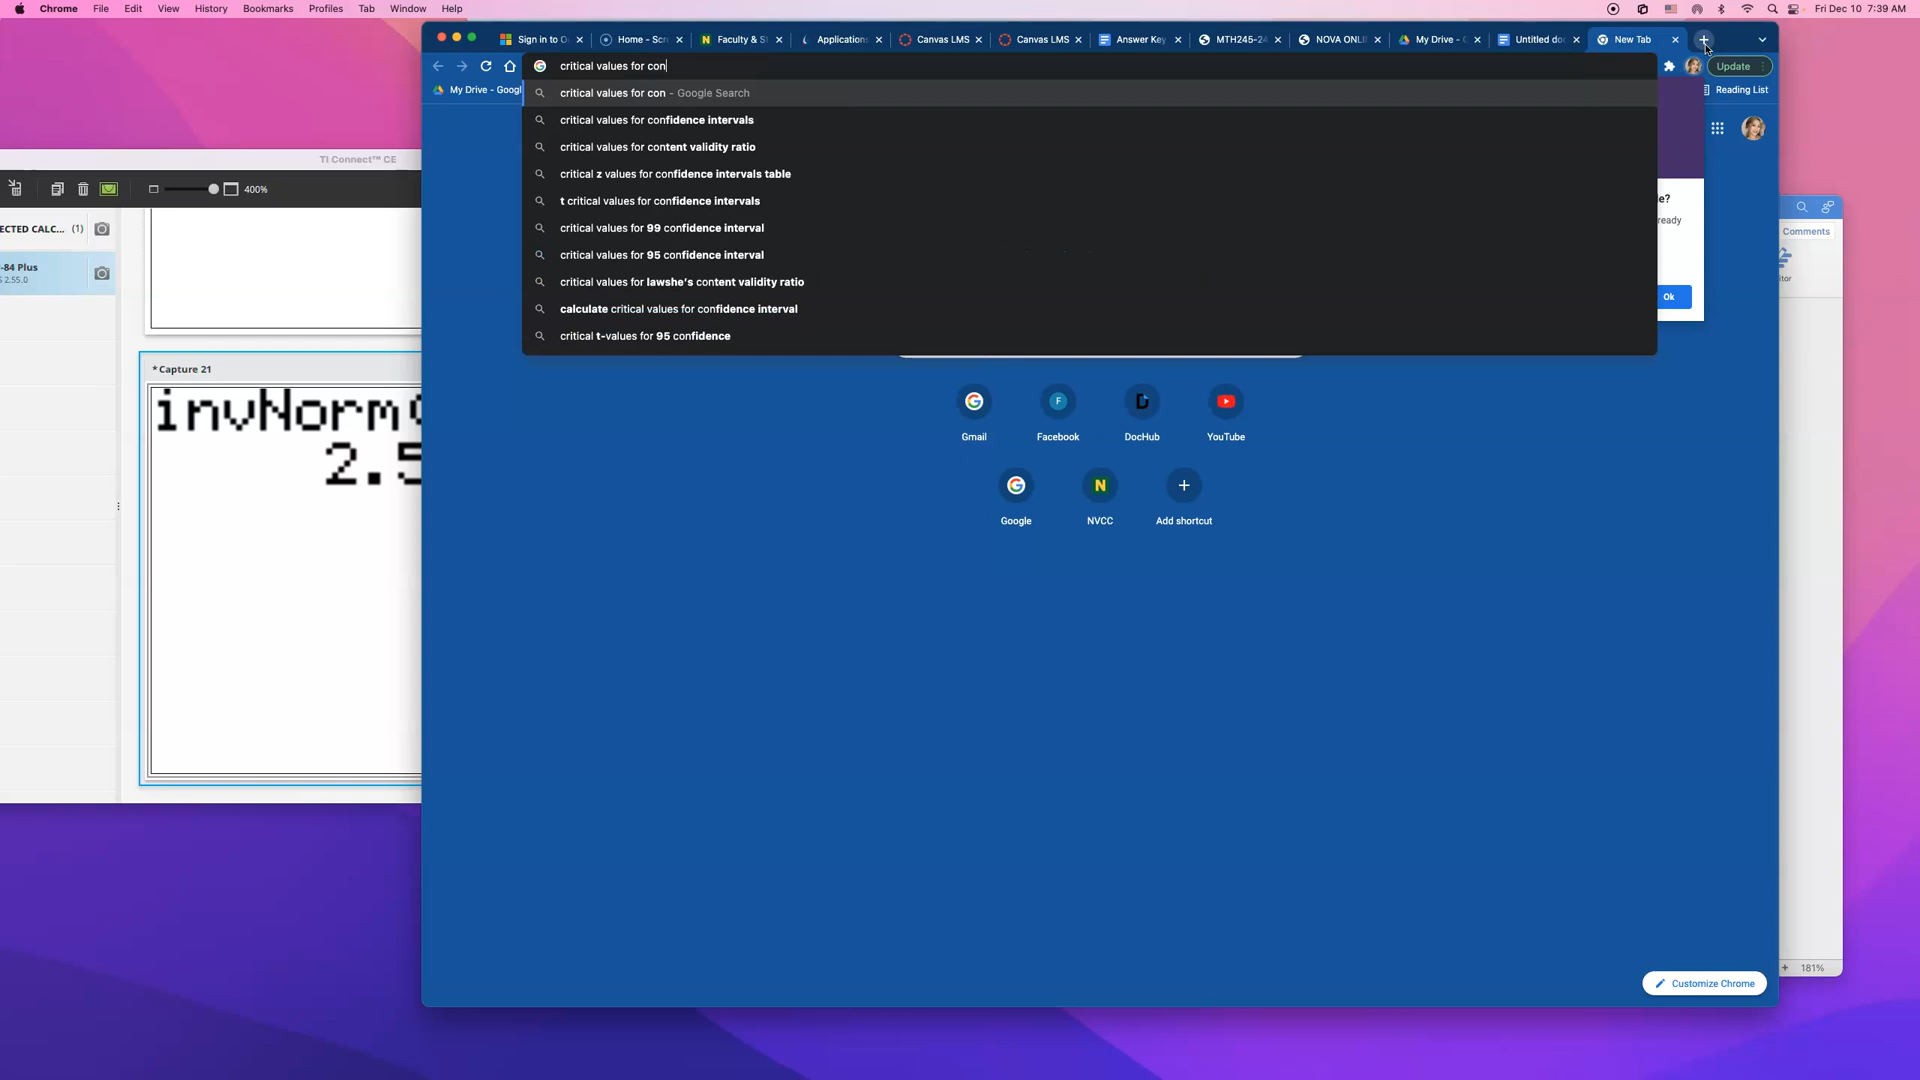 Chrome File Edit View History Bookmarks Profiles Tab Window Help Fri Dec 10 7:39 AM
Sign in to O Home - Scr Faculty & S Applications Canvas LMS Canvas LMS Answer Key MTH245-24 NOVA ONLI My Drive - G Untitled doc New Tab
critical values for con
Update
My Drive - Googl
Reading List
critical values for con - Google Search
critical values for confidence intervals
critical values for content validity ratio
critical z values for confidence intervals table
t critical values for confidence intervals
critical values for 99 confidence interval
critical values for 95 confidence interval
critical values for lawshe's content validity ratio
calculate critical values for confidence interval
critical t-values for 95 confidence
TI Connect™ CE
400%
ECTED CALC... (1)
-84 Plus
2.55.0
*Capture 21
invNorm(
2.5
e?
ready
Ok
Comments
itor
Gmail
Facebook
DocHub
YouTube
Google
NVCC
Add shortcut
181%
Customize Chrome